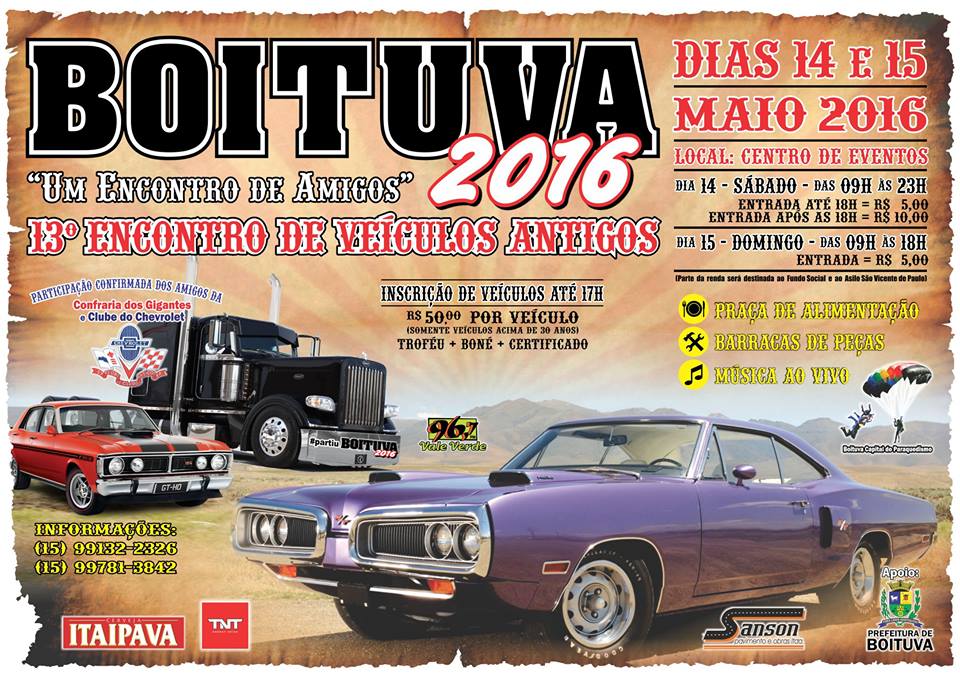 BOITUVA
2016
"UM ENCONTRO DE AMIGOS"
13º ENCONTRO DE VEÍCULOS ANTIGOS
DIAS 14 E 15
MAIO 2016
LOCAL: CENTRO DE EVENTOS
DIA 14 - SÁBADO - DAS 09H ÀS 23H
ENTRADA ATÉ 18H = R$ 5,00
ENTRADA APÓS AS 18H = R$ 10,00
DIA 15 - DOMINGO - DAS 09H ÀS 18H
ENTRADA = R$ 5,00
(Parte da renda será destinada ao Fundo Social e ao Asilo São Vicente de Paulo)
PARTICIPAÇÃO CONFIRMADA DOS AMIGOS DA
Confraria dos Gigantes
e Clube do Chevrolet
INSCRIÇÃO DE VEÍCULOS ATÉ 17H
R$ 50,00 POR VEÍCULO
(SOMENTE VEÍCULOS ACIMA DE 30 ANOS)
TROFÉU + BONÉ + CERTIFICADO
PRAÇA DE ALIMENTAÇÃO
BARRACAS DE PEÇAS
MÚSICA AO VIVO
Boituva Capital do Paraquedismo
#partiu BOITUVA
2016
96,7
Vale Verde
GT-HO
R/T
INFORMAÇÕES:
(15) 99132-2326
(15) 99781-3842
CERVEJA
ITAIPAVA
TNT
ENERGY DRINK
GOODYEAR
Sanson
pavimento e obras ltda.
Apoio:
PREFEITURA DE
BOITUVA